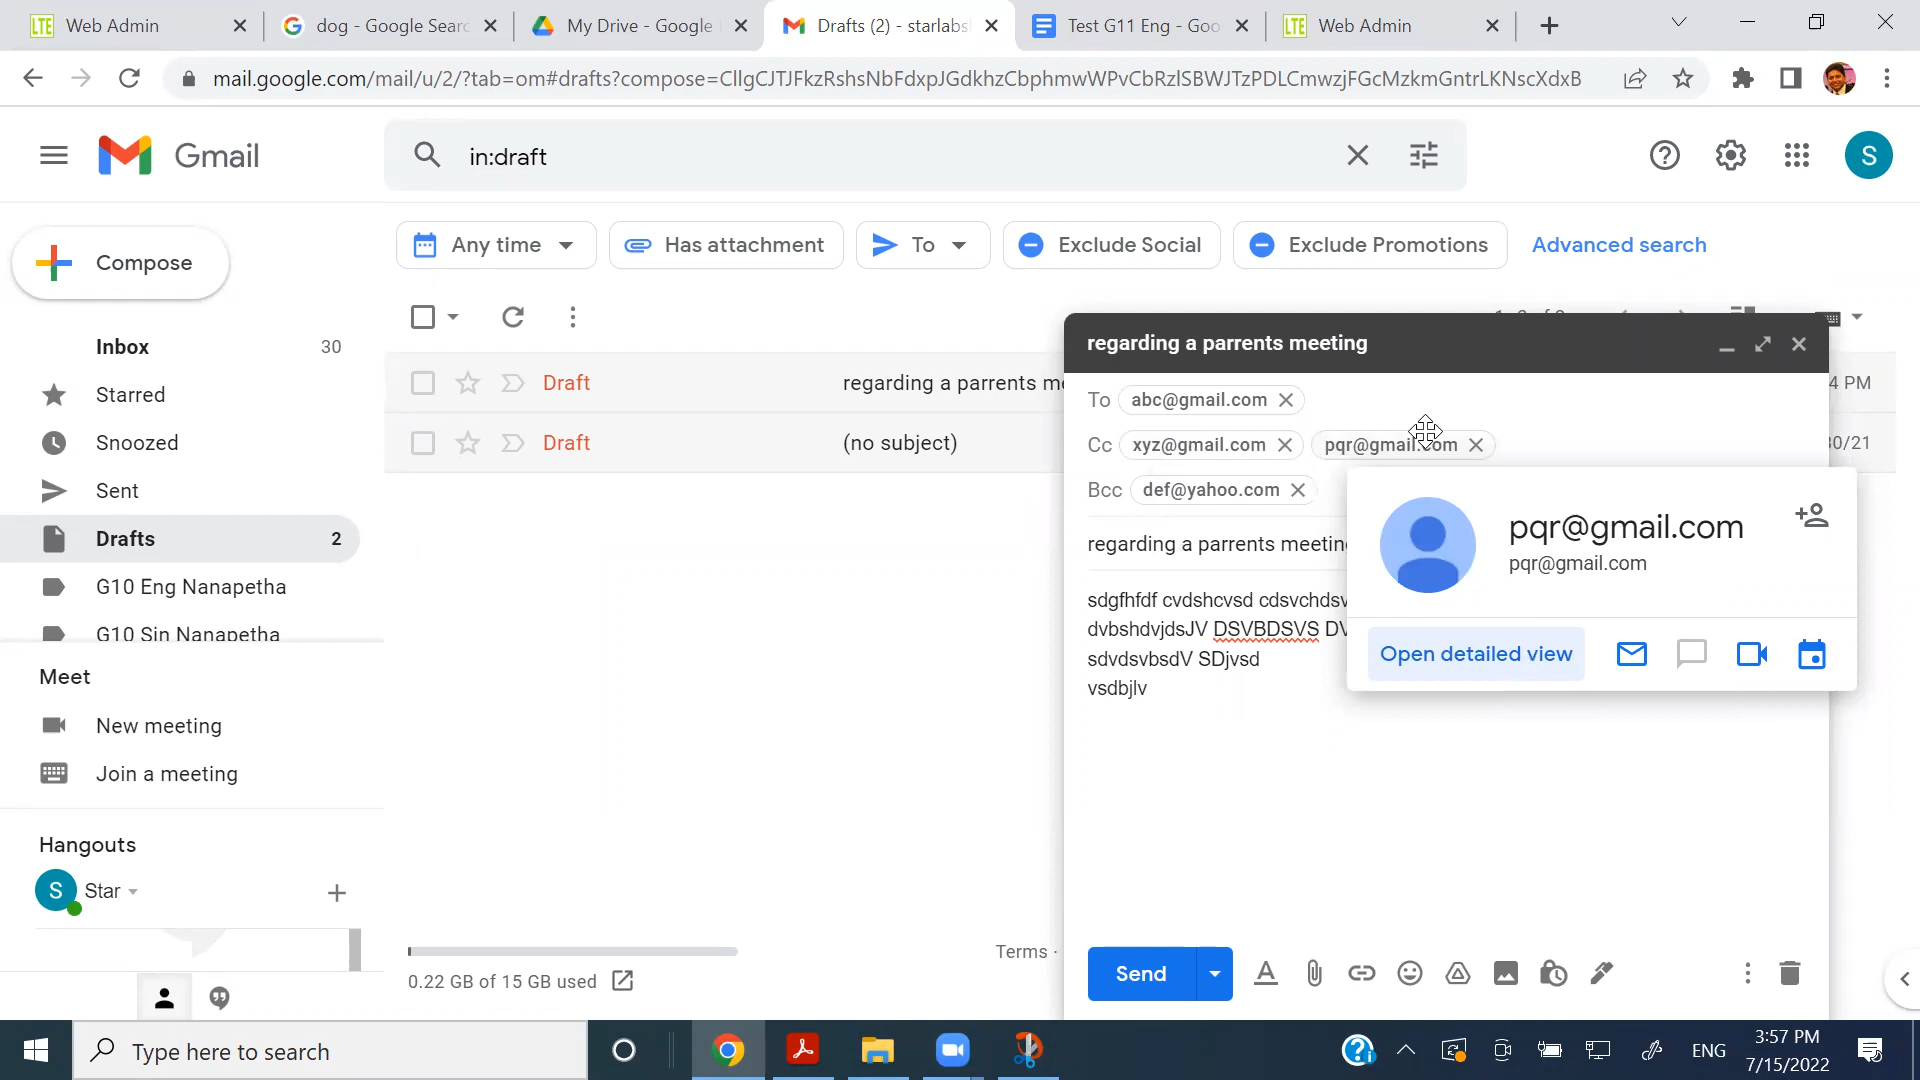 LTE Web Admin
dog - Google Searc
My Drive - Google
Drafts (2) - starlabs
Test G11 Eng - Goo
LTE Web Admin
mail.google.com/mail/u/2/?tab=om#drafts?compose=CllgCJTJFkzRshsNbFdxpJGdkhzCbphmwWPvCbRzlSBWJTzPDLCmwzjFGcMzkmGntrLKNscXdxB
Gmail
in:draft
S
Compose
Any time
Has attachment
To
Exclude Social
Exclude Promotions
Advanced search
Inbox 30
Starred
Snoozed
Sent
Drafts 2
G10 Eng Nanapetha
G10 Sin Nanapetha
Meet
New meeting
Join a meeting
Hangouts
S Star
Draft regarding a parrents me 4 PM
Draft (no subject) 30/21
0.22 GB of 15 GB used
Terms ·
regarding a parrents meeting
To abc@gmail.com
Cc xyz@gmail.com pqr@gmail.com
Bcc def@yahoo.com
regarding a parrents meeting
sdgfhfdf cvdshcvsd cdsvchdsv
dvbshdvjdsJV DSVBDSVS DV
sdvdsvbsdV SDjvsd
vsdbjlv
pqr@gmail.com
pqr@gmail.com
Open detailed view
Send
Type here to search
ENG
3:57 PM
7/15/2022